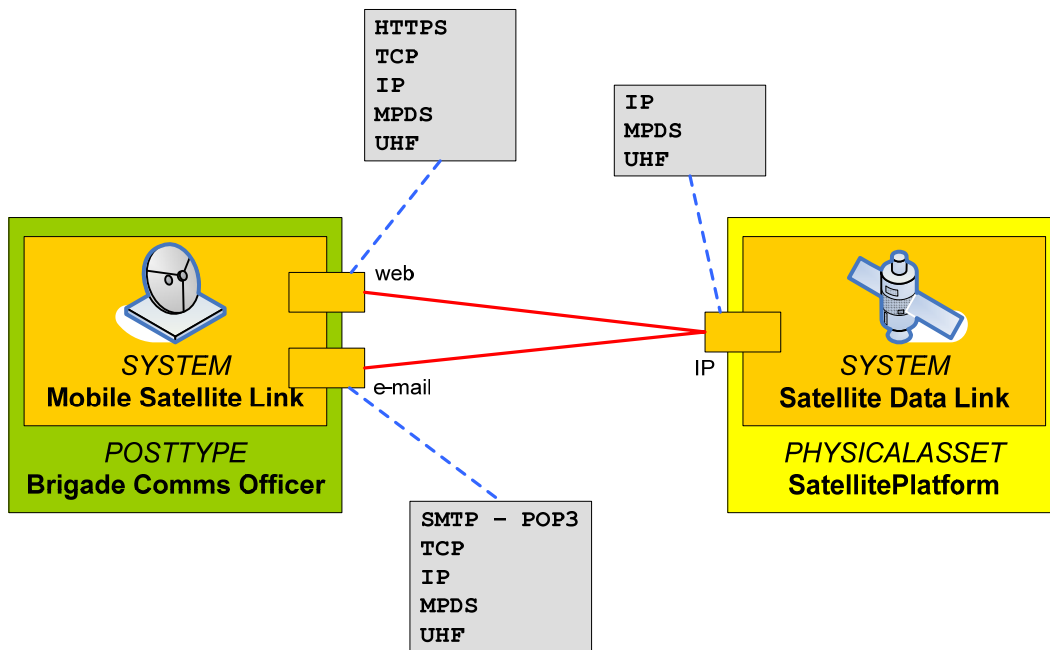 HTTPS
TCP
IP
MPDS
UHF
IP
MPDS
UHF
web
e-mail
IP
SYSTEM
Mobile Satellite Link
POSTTYPE
Brigade Comms Officer
SYSTEM
Satellite Data Link
PHYSICALASSET
SatellitePlatform
SMTP – POP3
TCP
IP
MPDS
UHF